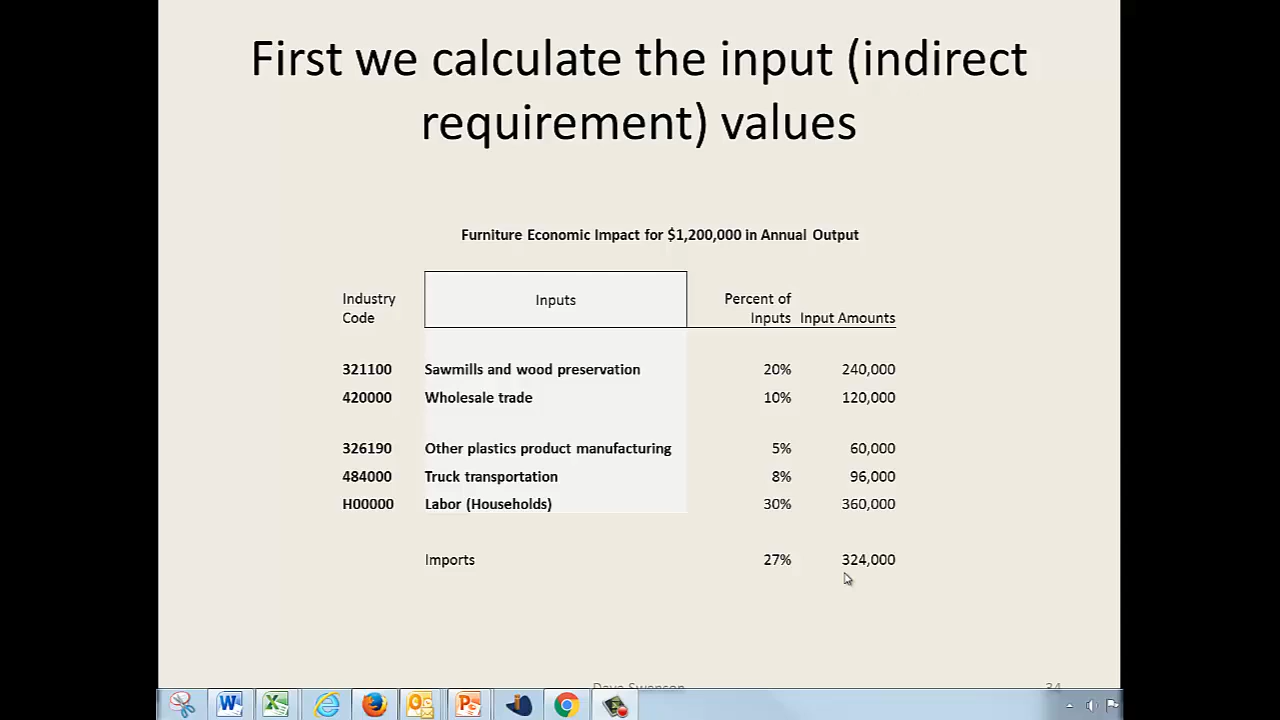 First we calculate the input (indirect
requirement) values
Furniture Economic Impact for $1,200,000 in Annual Output
Industry Code Inputs Percent of Inputs Input Amounts
321100 Sawmills and wood preservation 20% 240,000
420000 Wholesale trade 10% 120,000
326190 Other plastics product manufacturing 5% 60,000
484000 Truck transportation 8% 96,000
H00000 Labor (Households) 30% 360,000
Imports 27% 324,000
Dave Swenson 34